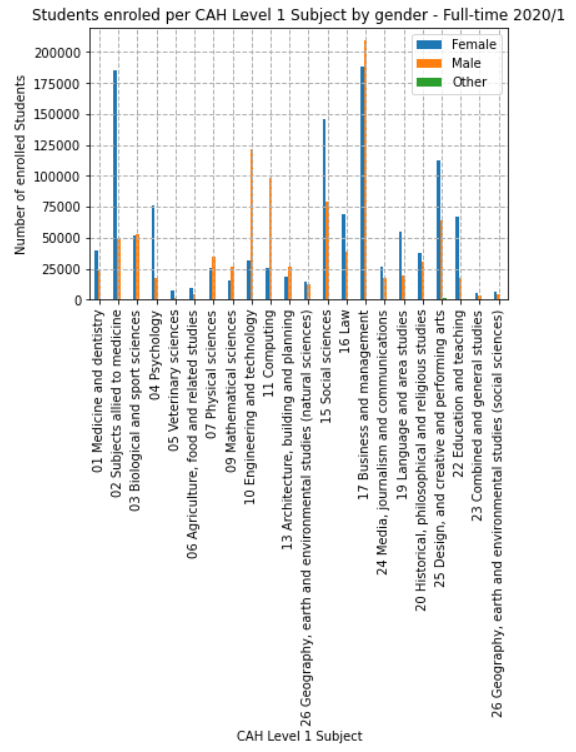 Students enroled per CAH Level 1 Subject by gender - Full-time 2020/1
Female
Male
Other
Number of enrolled Students
200000
175000
150000
125000
100000
75000
50000
25000
0
01 Medicine and dentistry
02 Subjects allied to medicine
03 Biological and sport sciences
04 Psychology
05 Veterinary sciences
06 Agriculture, food and related studies
07 Physical sciences
09 Mathematical sciences
10 Engineering and technology
11 Computing
13 Architecture, building and planning
26 Geography, earth and environmental studies (natural sciences)
15 Social sciences
16 Law
17 Business and management
24 Media, journalism and communications
19 Language and area studies
20 Historical, philosophical and religious studies
25 Design, and creative and performing arts
22 Education and teaching
23 Combined and general studies
26 Geography, earth and environmental studies (social sciences)
CAH Level 1 Subject